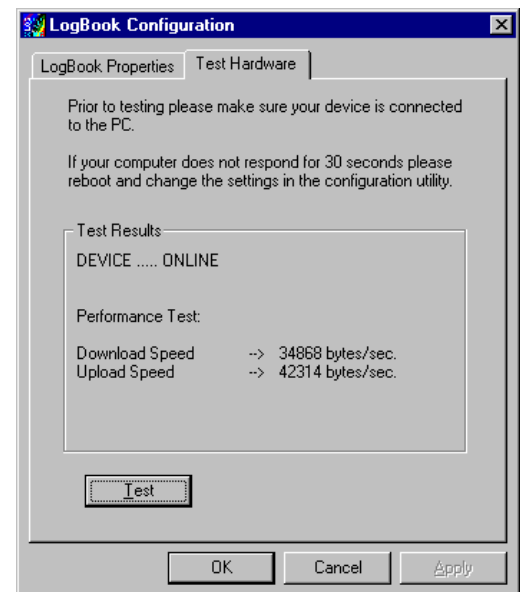 LogBook Configuration
LogBook Properties
Test Hardware
Prior to testing please make sure your device is connected
to the PC.
If your computer does not respond for 30 seconds please
reboot and change the settings in the configuration utility.
Test Results
DEVICE ..... ONLINE
Performance Test:
Download Speed --> 34868 bytes/sec.
Upload Speed --> 42314 bytes/sec.
Test
OK
Cancel
Apply